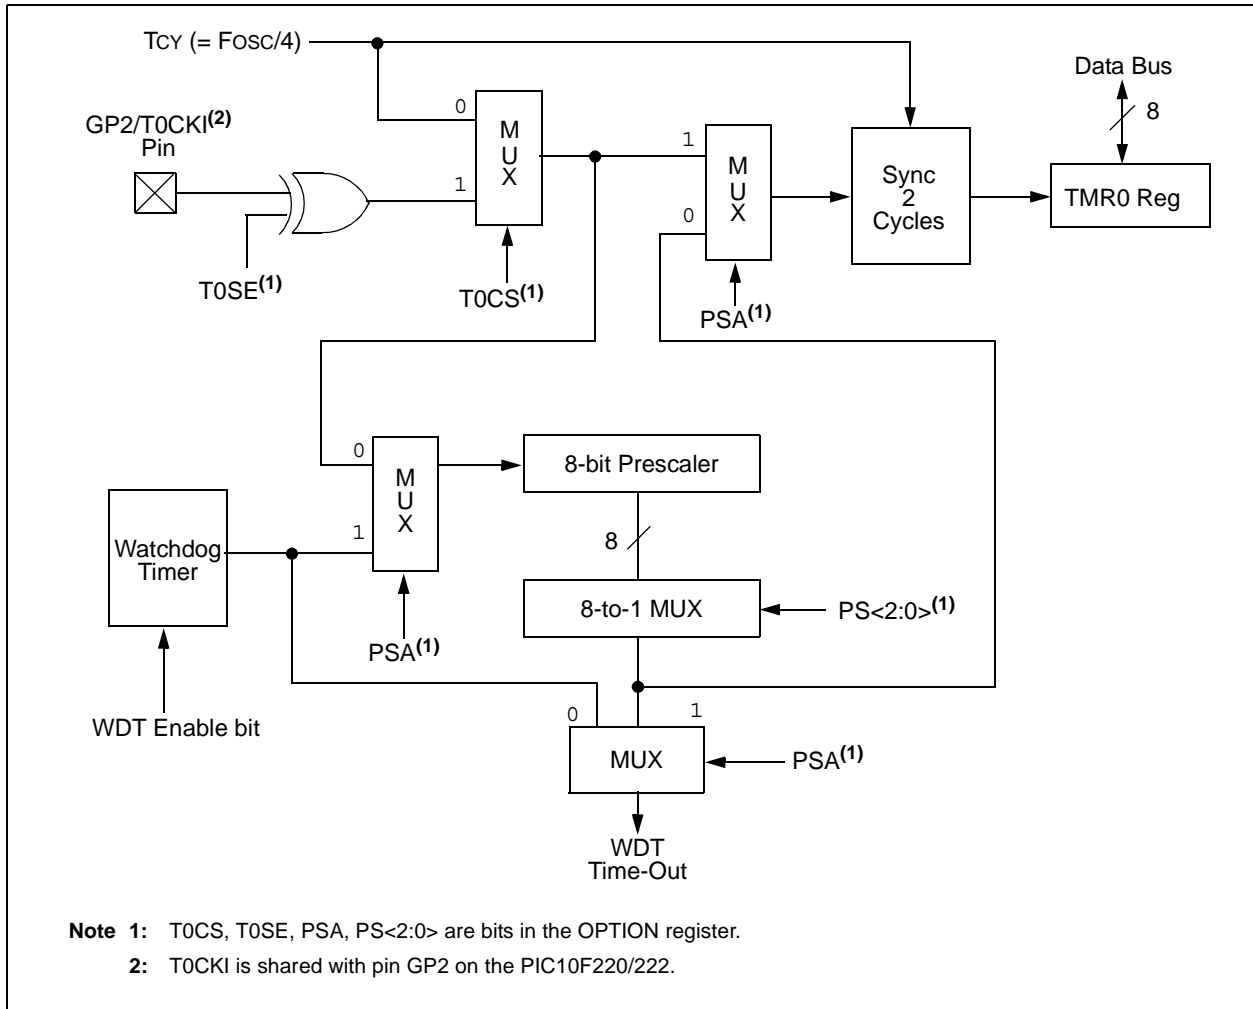 TCY (= FOSC/4)
Data Bus
8
GP2/T0CKI(2)
Pin
0
1
MUX
T0SE(1)
T0CS(1)
1
0
MUX
PSA(1)
Sync
2
Cycles
TMR0 Reg
0
1
MUX
8-bit Prescaler
Watchdog
Timer
8
8-to-1 MUX
PS<2:0>(1)
PSA(1)
WDT Enable bit
0
1
MUX
PSA(1)
WDT
Time-Out
Note 1: T0CS, T0SE, PSA, PS<2:0> are bits in the OPTION register.
2: T0CKI is shared with pin GP2 on the PIC10F220/222.